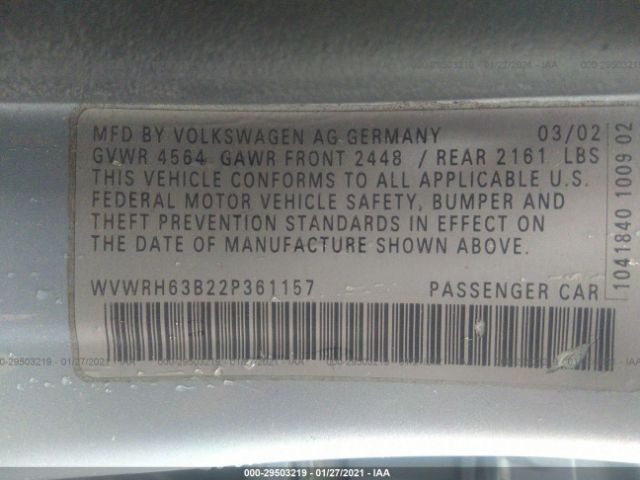 MFD BY VOLKSWAGEN AG GERMANY 03/02
GVWR 4564 GAWR FRONT 2448 / REAR 2161 LBS
THIS VEHICLE CONFORMS TO ALL APPLICABLE U.S.
FEDERAL MOTOR VEHICLE SAFETY, BUMPER AND
THEFT PREVENTION STANDARDS IN EFFECT ON
THE DATE OF MANUFACTURE SHOWN ABOVE.
WVWRH63B22P361157 PASSENGER CAR
1041840 1009 02
000-29503219 - 01/27/2021 - IAA